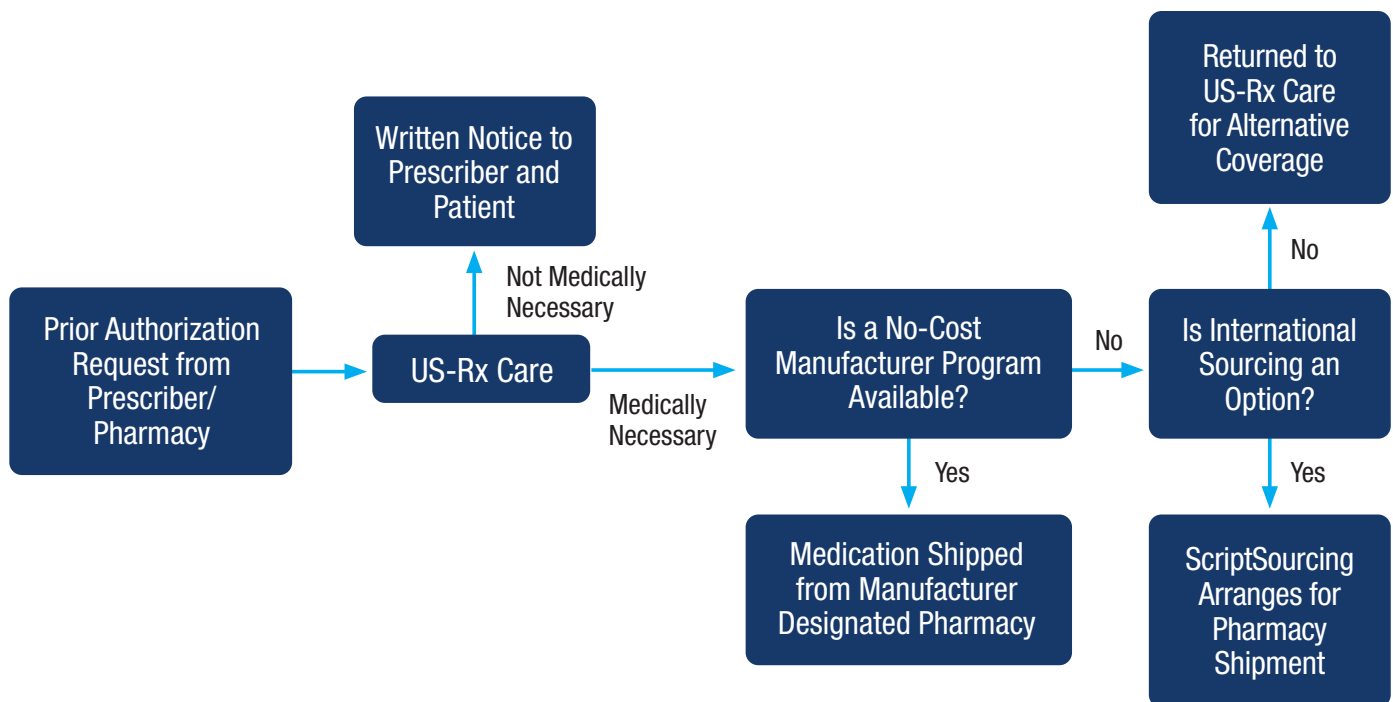 Prior Authorization
Request from
Prescriber/
Pharmacy
US-Rx Care
Not Medically
Necessary
Written Notice to
Prescriber and
Patient
Medically
Necessary
Is a No-Cost
Manufacturer Program
Available?
Yes
Medication Shipped
from Manufacturer
Designated Pharmacy
No
Is International
Sourcing an
Option?
No
Returned to
US-Rx Care
for Alternative
Coverage
Yes
ScriptSourcing
Arranges for
Pharmacy
Shipment